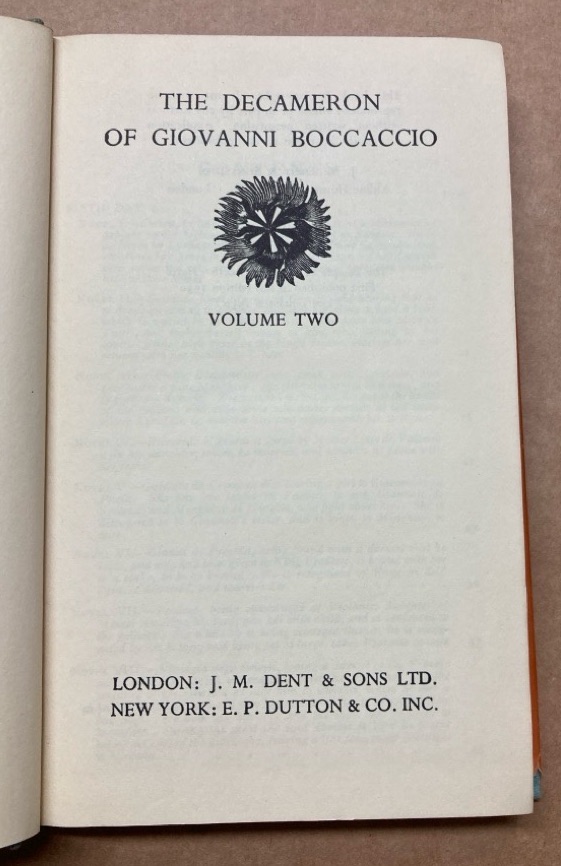 THE DECAMERON
OF GIOVANNI BOCCACCIO
VOLUME TWO
LONDON: J. M. DENT & SONS LTD.
NEW YORK: E. P. DUTTON & CO. INC.